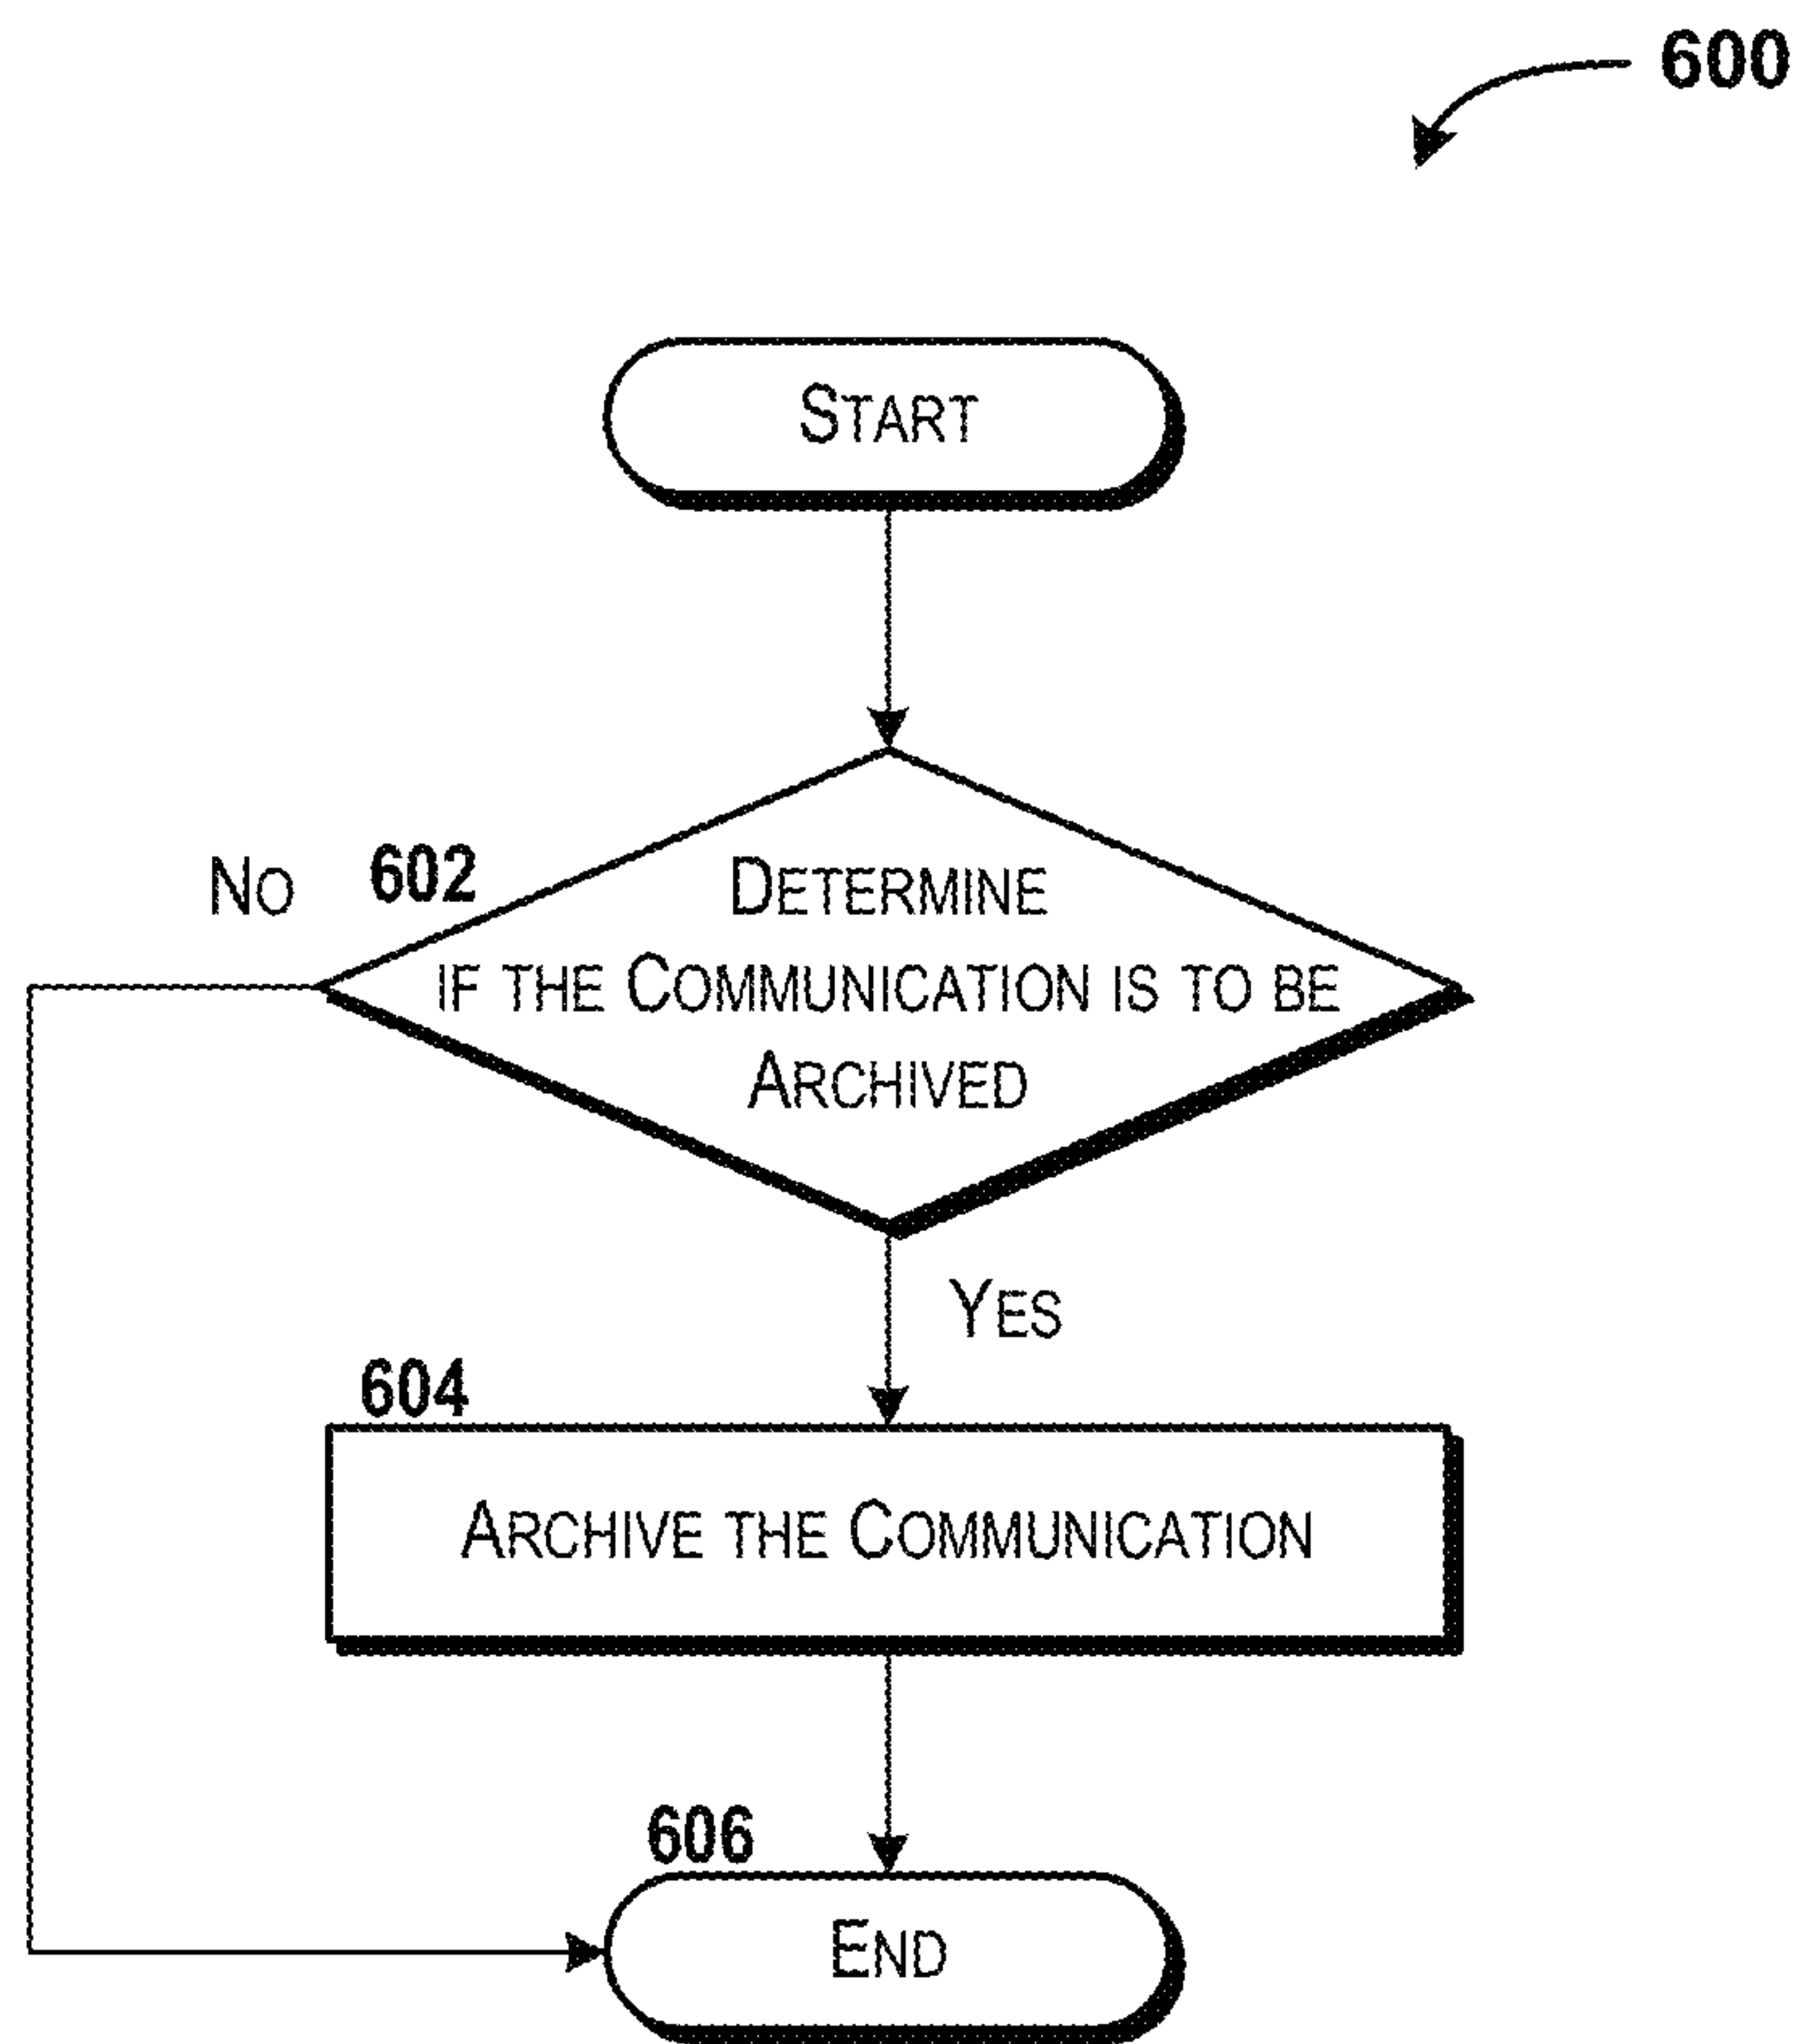 600
START
NO
602
DETERMINE
IF THE COMMUNICATION IS TO BE
ARCHIVED
YES
604
ARCHIVE THE COMMUNICATION
606
END